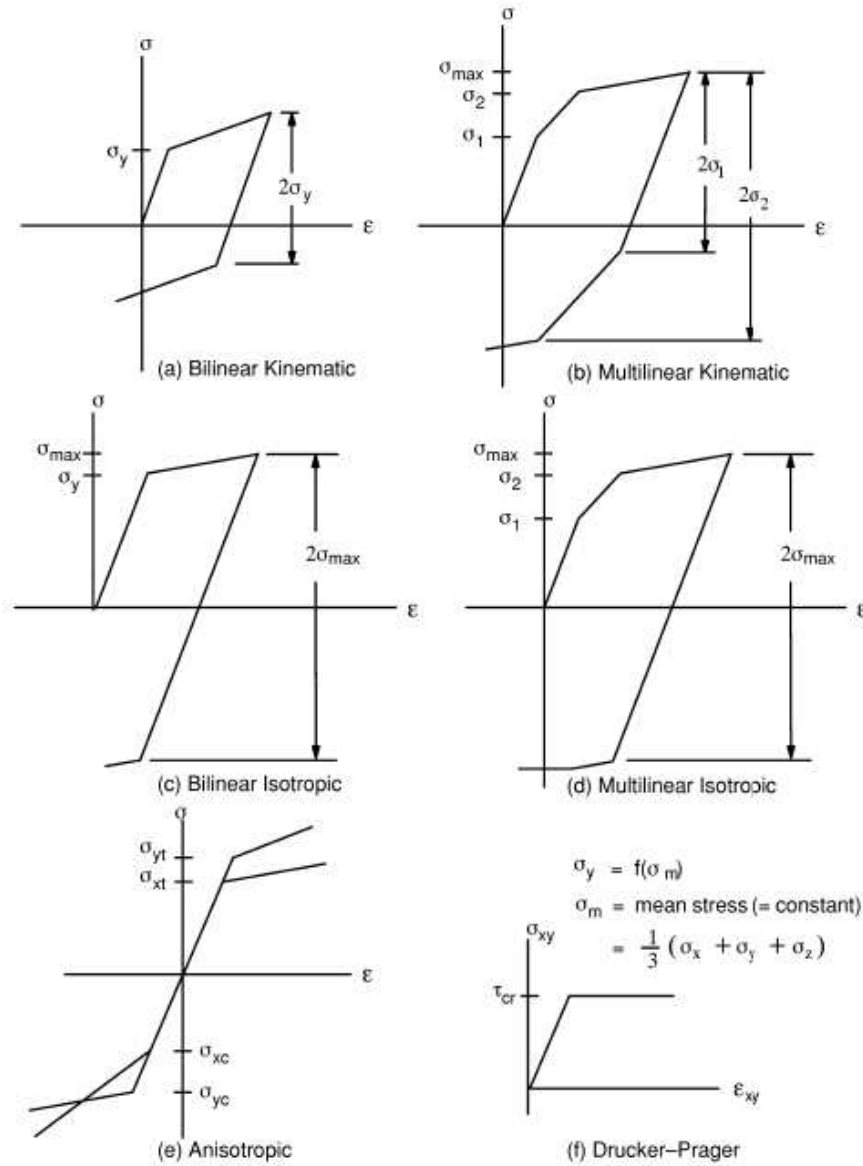 σ
σy
2σy
ε
(a) Bilinear Kinematic
σ
σmax
σ2
σ1
2σ1
2σ2
ε
(b) Multilinear Kinematic
σ
σmax
σy
2σmax
ε
(c) Bilinear Isotropic
σ
σmax
σ2
σ1
2σmax
ε
(d) Multilinear Isotropic
σ
σyt
σxt
ε
σxc
σyc
(e) Anisotropic
σy = f(σm)
σm = mean stress (= constant)
= 1/3 (σx + σy + σz)
σxy
τcr
εxy
(f) Drucker–Prager